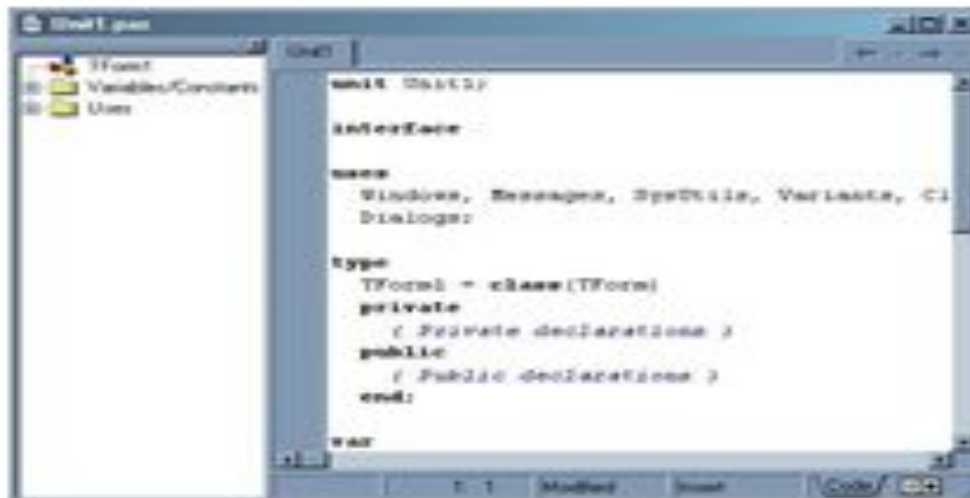 Unit1.pas
TForm1
Variables/Constants
Uses
Unit1
unit Unit1;
interface
uses
Windows, Messages, SysUtils, Variants, Cl
Dialogs;
type
TForm1 = class(TForm)
private
{ Private declarations }
public
{ Public declarations }
end;
var
1: 1
Modified
Insert
Code